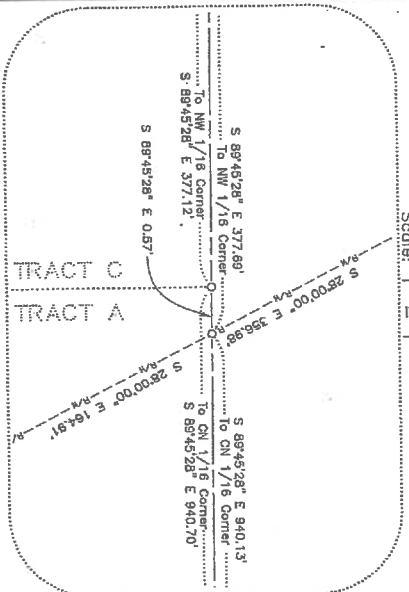 Scale: 1
S 89°45'28" E 377.69'
To NW 1/16 Corner
To NW 1/16 Corner
S 89°45'28" E 377.12'
S 89°45'28" E 0.57'
S 89°45'28" E 940.13'
To CN 1/16 Corner
To CN 1/16 Corner
S 89°45'28" E 940.70'
R/W
S 28°00'00" E 356.98'
R/W
R/W
S 28°00'00" E 164.91'
R/W
R/W
TRACT C
TRACT A